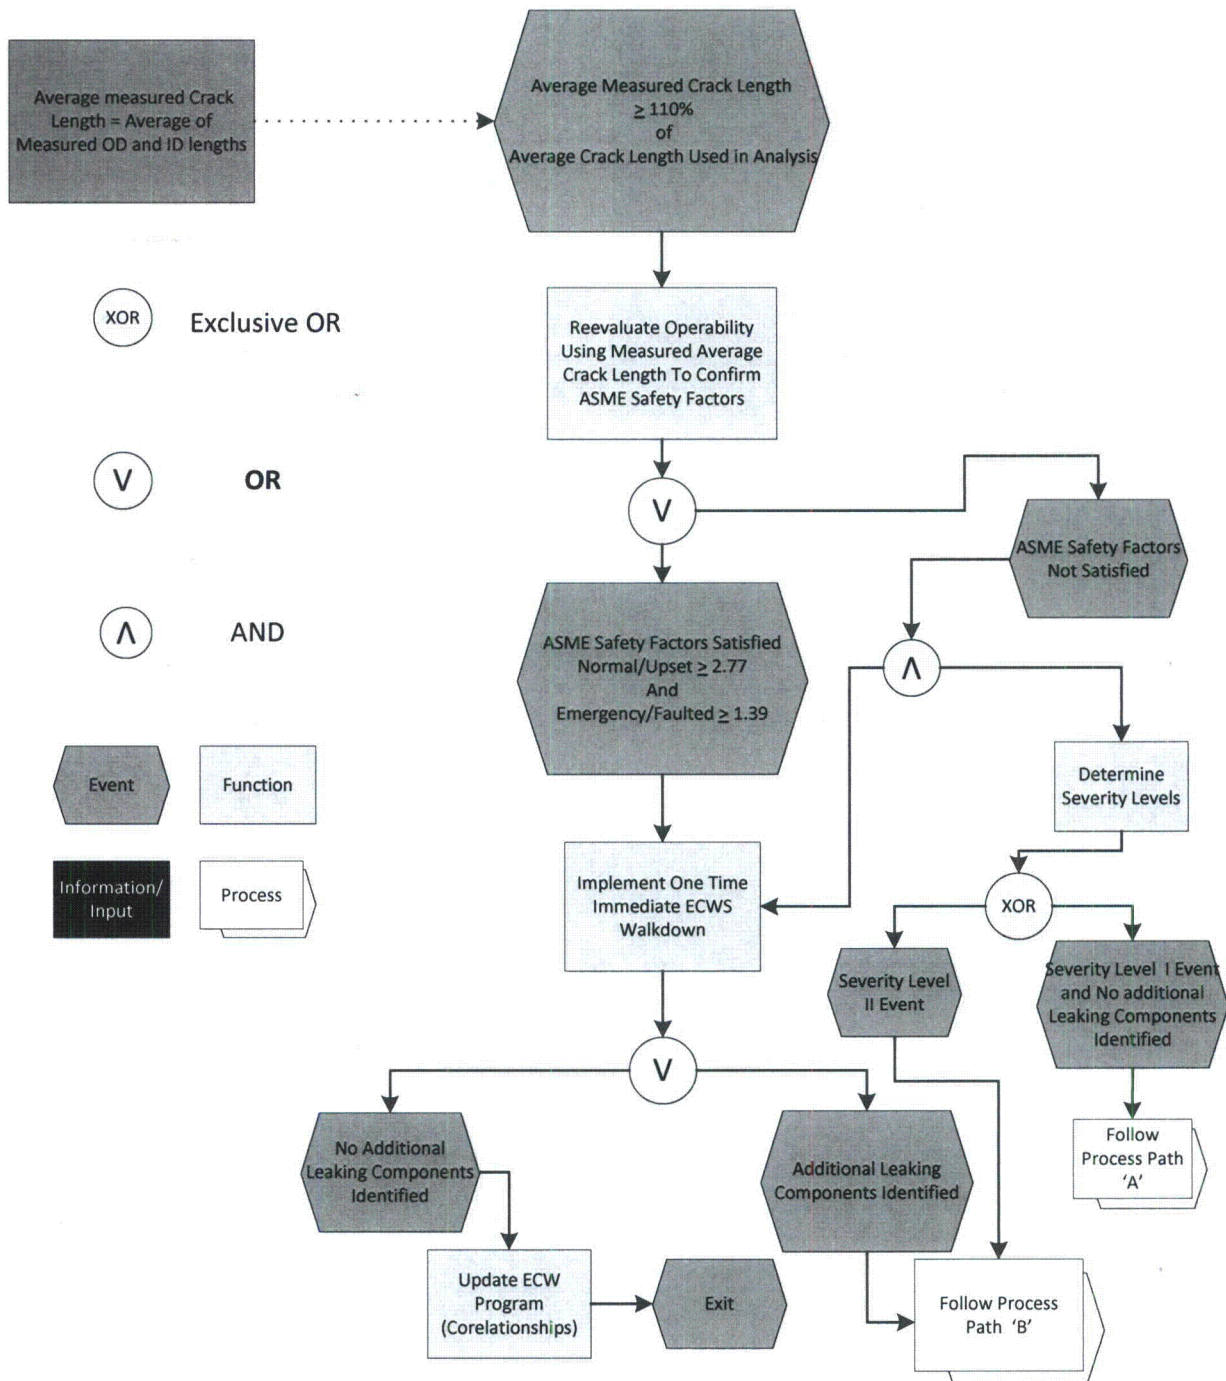 Average measured Crack
Length = Average of
Measured OD and ID lengths
Average Measured Crack Length
≥ 110%
of
Average Crack Length Used in Analysis
XOR
Exclusive OR
Reevaluate Operability
Using Measured Average
Crack Length To Confirm
ASME Safety Factors
V
OR
V
ASME Safety Factors
Not Satisfied
Λ
AND
ASME Safety Factors Satisfied
Normal/Upset ≥ 2.77
And
Emergency/Faulted ≥ 1.39
Λ
Event
Function
Determine
Severity Levels
Information/
Input
Process
Implement One Time
Immediate ECWS
Walkdown
XOR
Severity Level
II Event
Severity Level I Event
and No additional
Leaking Components
Identified
V
No Additional
Leaking Components
Identified
Additional Leaking
Components Identified
Follow
Process Path
‘A’
Update ECW
Program
(Corelationships)
Exit
Follow Process
Path ‘B’